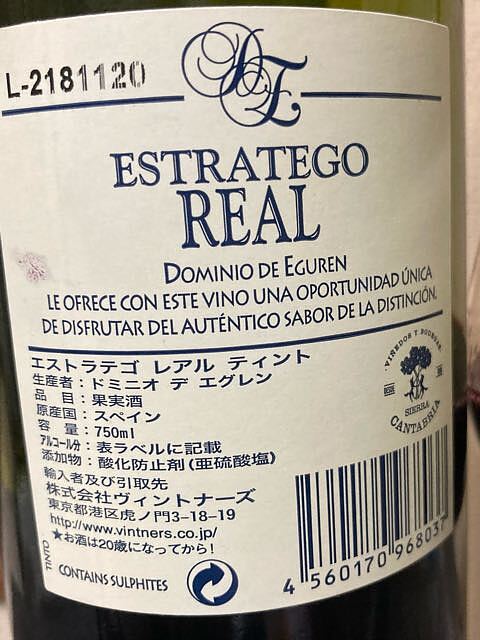 L-2181120
DE
ESTRATEGO
REAL
DOMINIO DE EGUREN
LE OFRECE CON ESTE VINO UNA OPORTUNIDAD ÚNICA
DE DISFRUTAR DEL AUTÉNTICO SABOR DE LA DISTINCIÓN.
エストラテゴ レアル ティント
生産者：ドミニオ デ エグレン
品 目：果実酒
原産国：スペイン
容 量：750ml
アルコール分：表ラベルに記載
添加物：酸化防止剤(亜硫酸塩)
輸入者及び引取先
株式会社ヴィントナーズ
東京都港区虎ノ門3-18-19
http://www.vintners.co.jp/
★お酒は20歳になってから!
VIÑEDOS Y BODEGAS
SIERRA
CANTABRIA
TINTO
CONTAINS SULPHITES
4 560170 968037